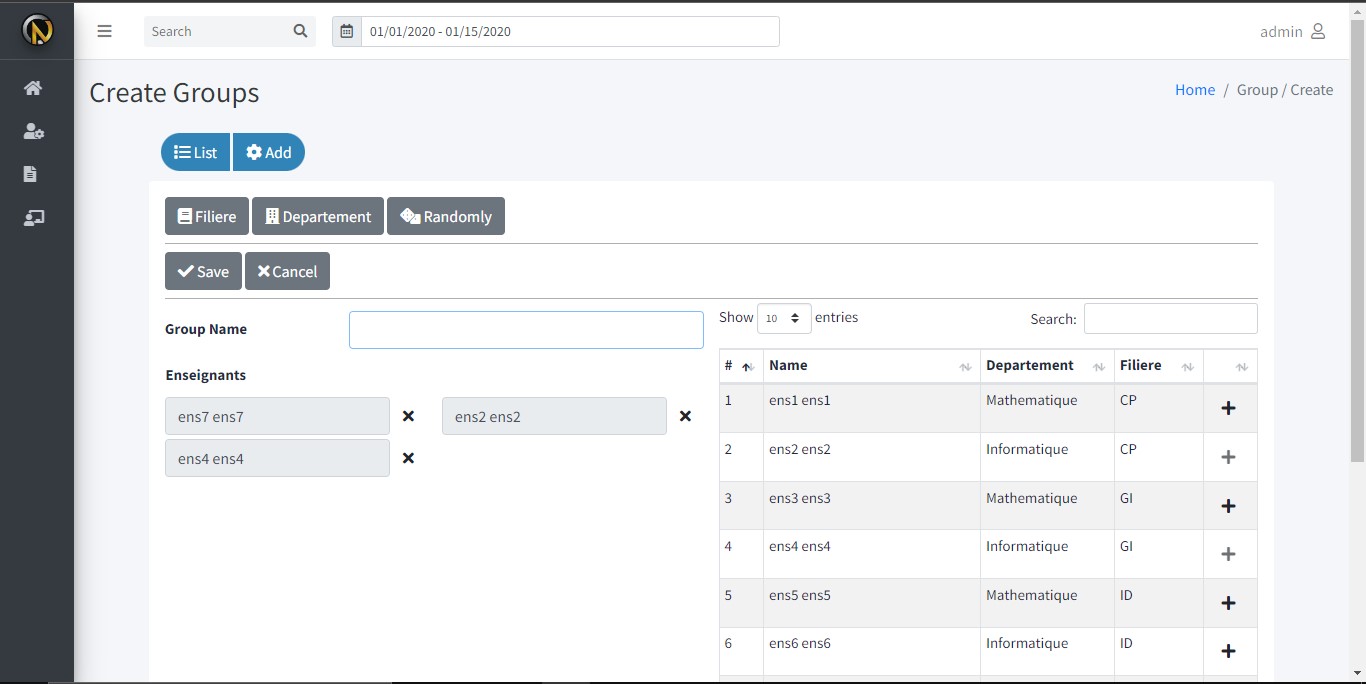 Search
01/01/2020 - 01/15/2020
admin
Create Groups
Home / Group / Create
List
Add
Filiere
Departement
Randomly
Save
Cancel
Group Name
Enseignants
ens7 ens7
ens2 ens2
ens4 ens4
Show 10 entries
Search:
# Name Departement Filiere
1 ens1 ens1 Mathematique CP
2 ens2 ens2 Informatique CP
3 ens3 ens3 Mathematique GI
4 ens4 ens4 Informatique GI
5 ens5 ens5 Mathematique ID
6 ens6 ens6 Informatique ID